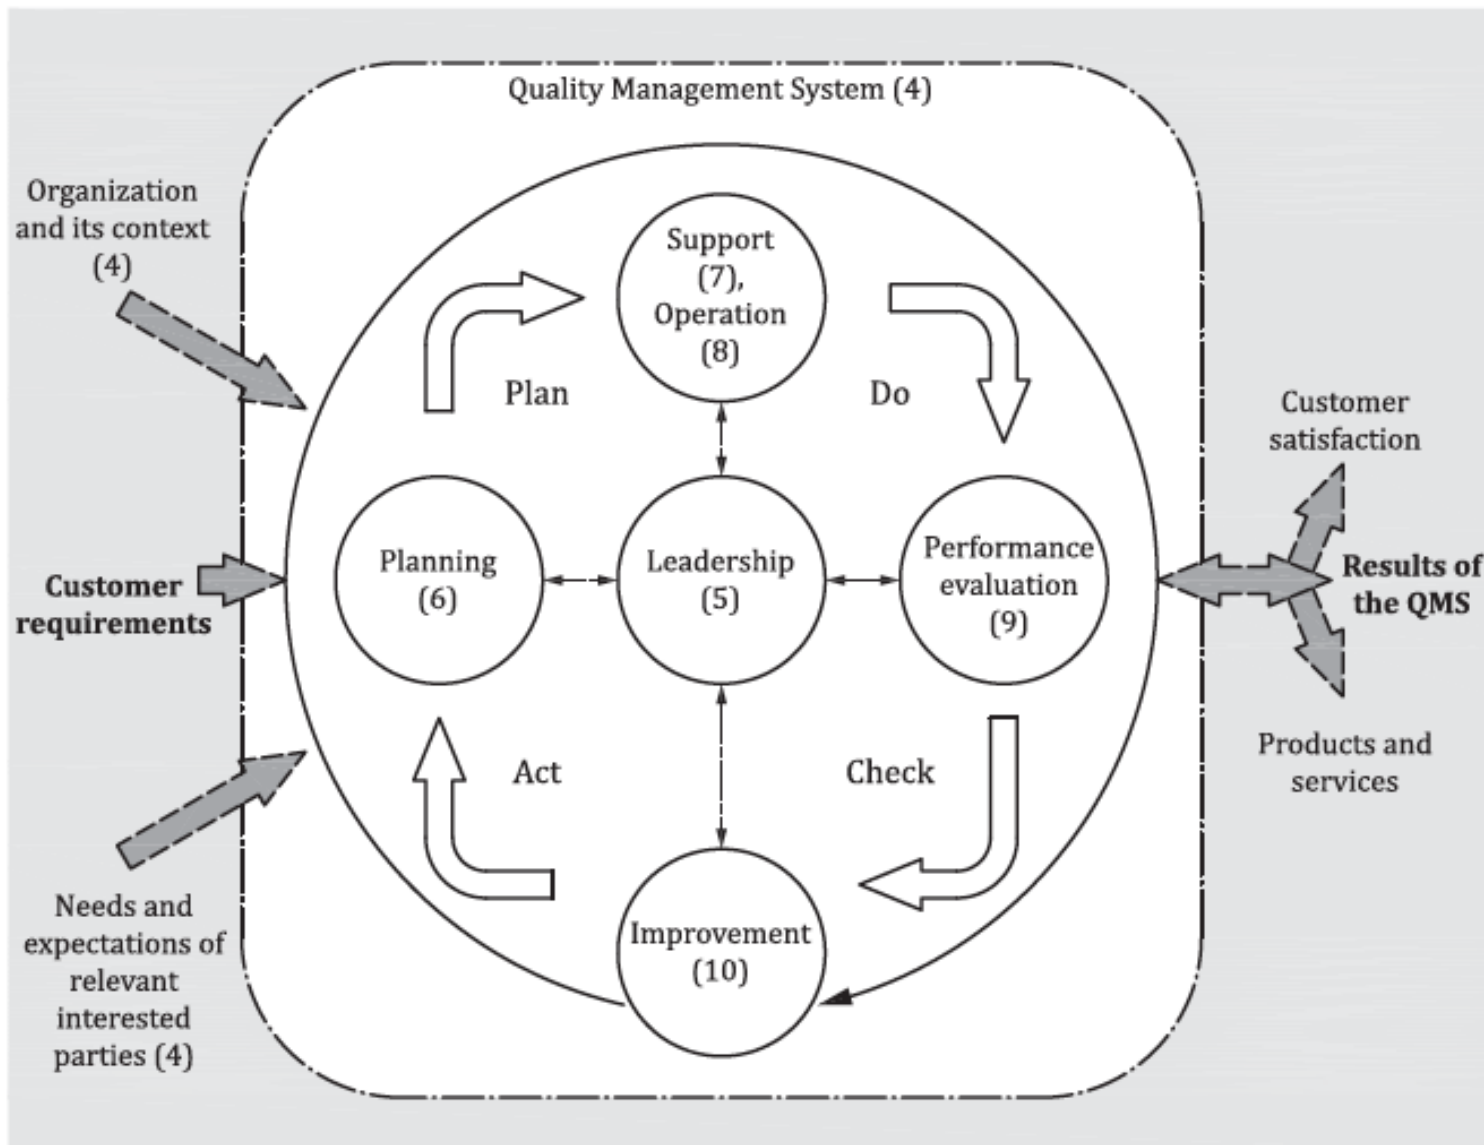 Quality Management System (4)
Organization
and its context
(4)
Support
(7),
Operation
(8)
Plan
Do
Customer
satisfaction
Planning
(6)
Leadership
(5)
Performance
evaluation
(9)
Customer
requirements
Results of
the QMS
Act
Check
Products and
services
Improvement
(10)
Needs and
expectations of
relevant
interested
parties (4)